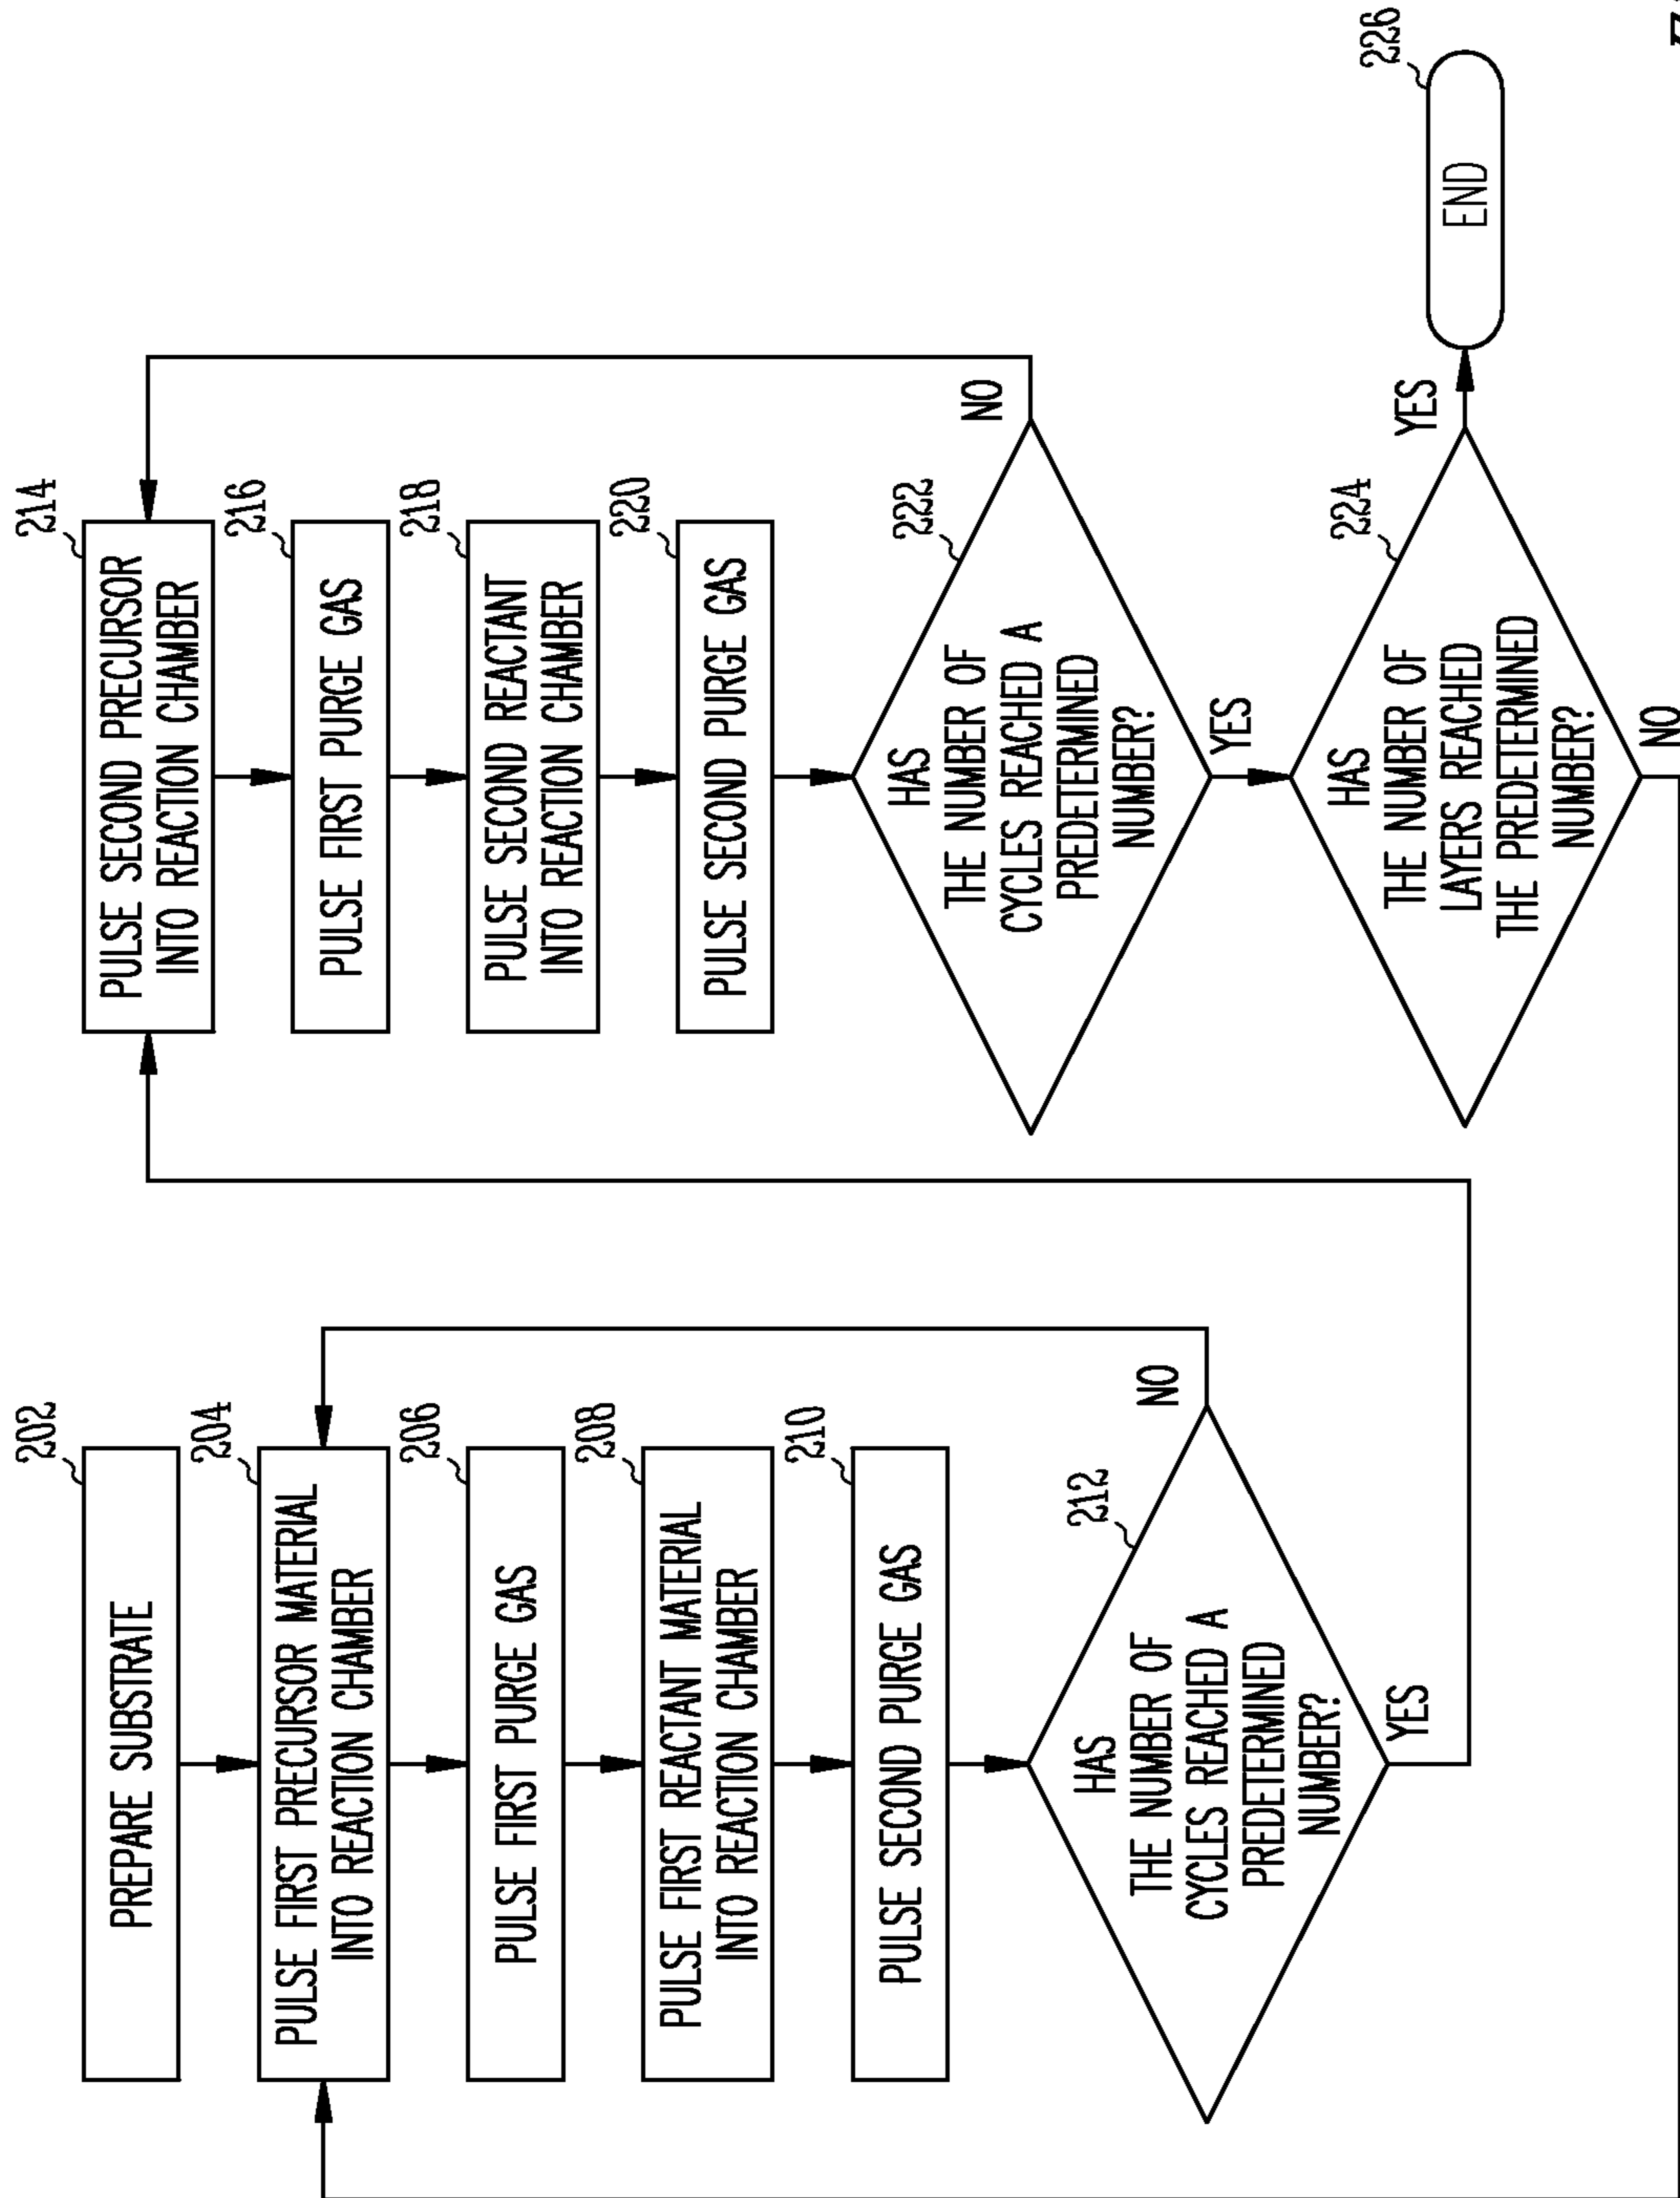 202
PREPARE SUBSTRATE
204
PULSE FIRST PRECURSOR MATERIAL
INTO REACTION CHAMBER
206
PULSE FIRST PURGE GAS
208
PULSE FIRST REACTANT MATERIAL
INTO REACTION CHAMBER
210
PULSE SECOND PURGE GAS
212
HAS
THE NUMBER OF
CYCLES REACHED A
PREDETERMINED
NUMBER?
NO
YES
214
PULSE SECOND PRECURSOR
INTO REACTION CHAMBER
216
PULSE FIRST PURGE GAS
218
PULSE SECOND REACTANT
INTO REACTION CHAMBER
220
PULSE SECOND PURGE GAS
222
HAS
THE NUMBER OF
CYCLES REACHED A
PREDETERMINED
NUMBER?
NO
YES
224
HAS
THE NUMBER OF
LAYERS REACHED
THE PREDETERMINED
NUMBER?
YES
NO
226
END